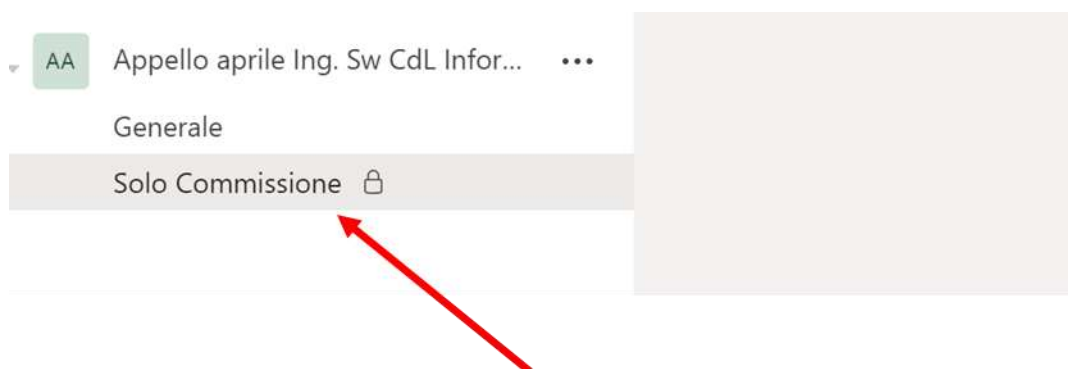 AA Appello aprile Ing. Sw CdL Infor... ...
Generale
Solo Commissione